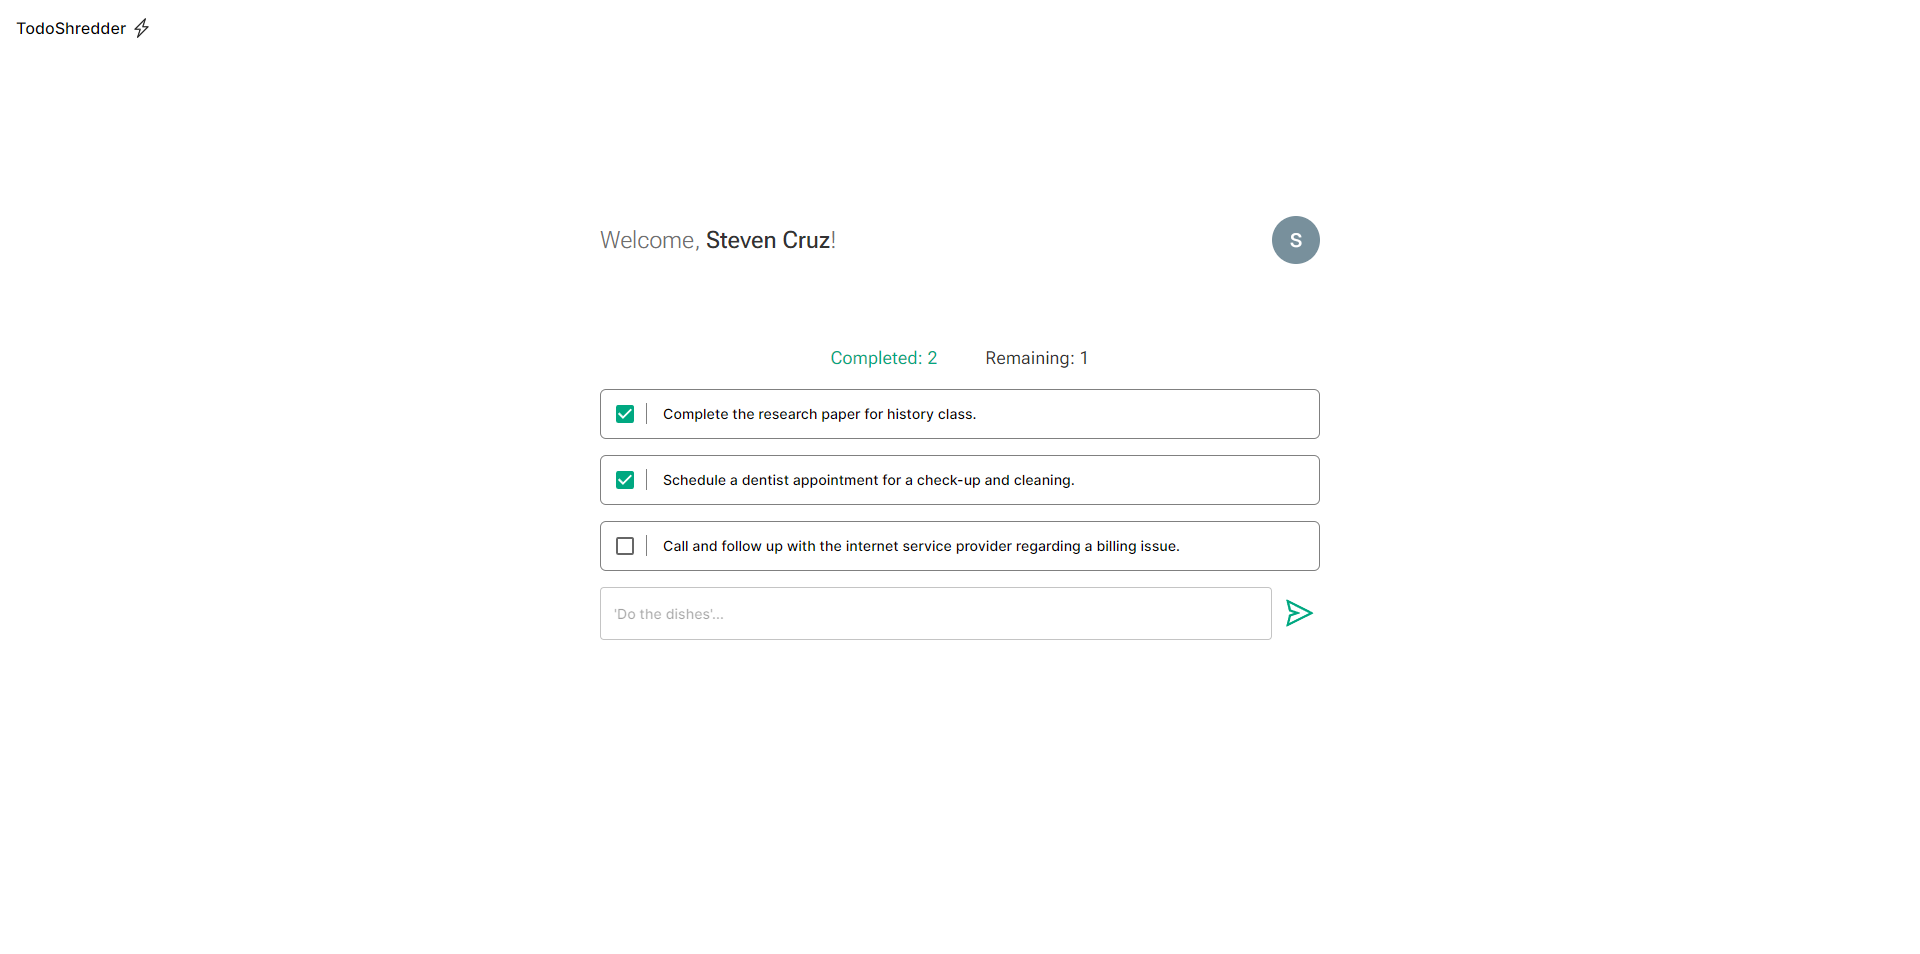 TodoShredder
Welcome, Steven Cruz!
S
Completed: 2 Remaining: 1
Complete the research paper for history class.
Schedule a dentist appointment for a check-up and cleaning.
Call and follow up with the internet service provider regarding a billing issue.
'Do the dishes'...